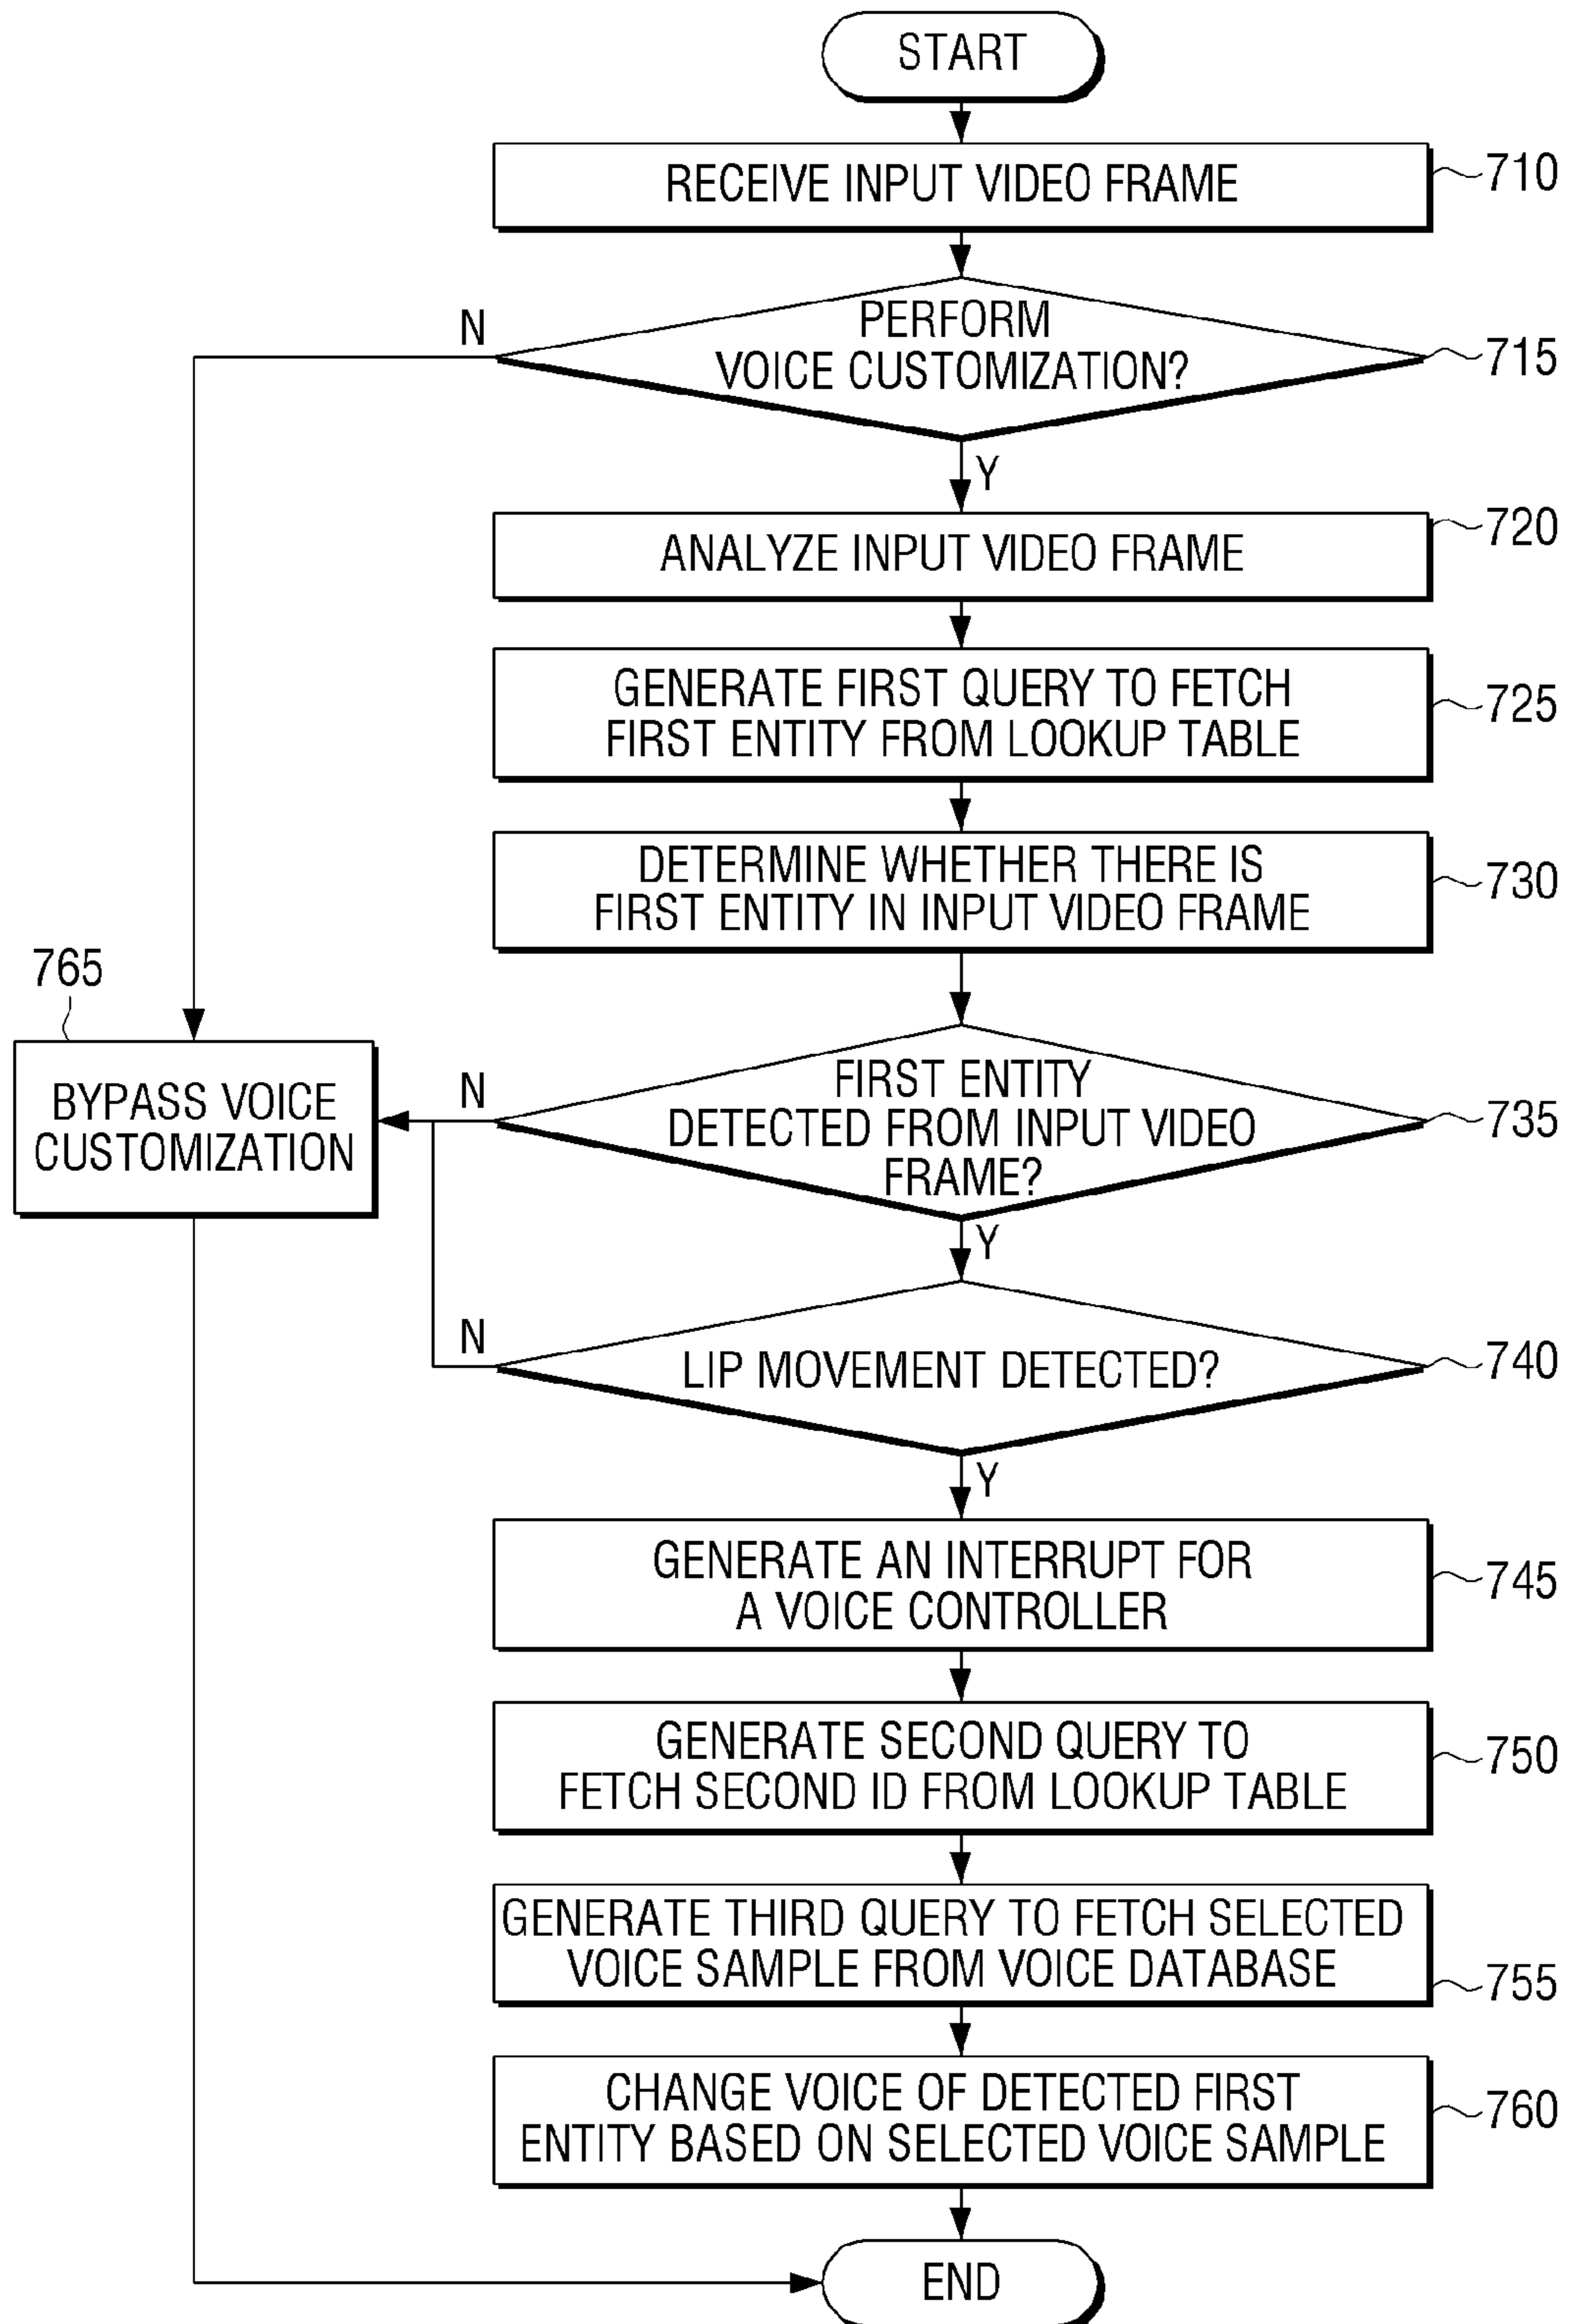 START
RECEIVE INPUT VIDEO FRAME
710
N
PERFORM
VOICE CUSTOMIZATION?
715
Y
ANALYZE INPUT VIDEO FRAME
720
GENERATE FIRST QUERY TO FETCH
FIRST ENTITY FROM LOOKUP TABLE
725
DETERMINE WHETHER THERE IS
FIRST ENTITY IN INPUT VIDEO FRAME
730
765
BYPASS VOICE
CUSTOMIZATION
N
FIRST ENTITY
DETECTED FROM INPUT VIDEO
FRAME?
735
Y
N
LIP MOVEMENT DETECTED?
740
Y
GENERATE AN INTERRUPT FOR
A VOICE CONTROLLER
745
GENERATE SECOND QUERY TO
FETCH SECOND ID FROM LOOKUP TABLE
750
GENERATE THIRD QUERY TO FETCH SELECTED
VOICE SAMPLE FROM VOICE DATABASE
755
CHANGE VOICE OF DETECTED FIRST
ENTITY BASED ON SELECTED VOICE SAMPLE
760
END